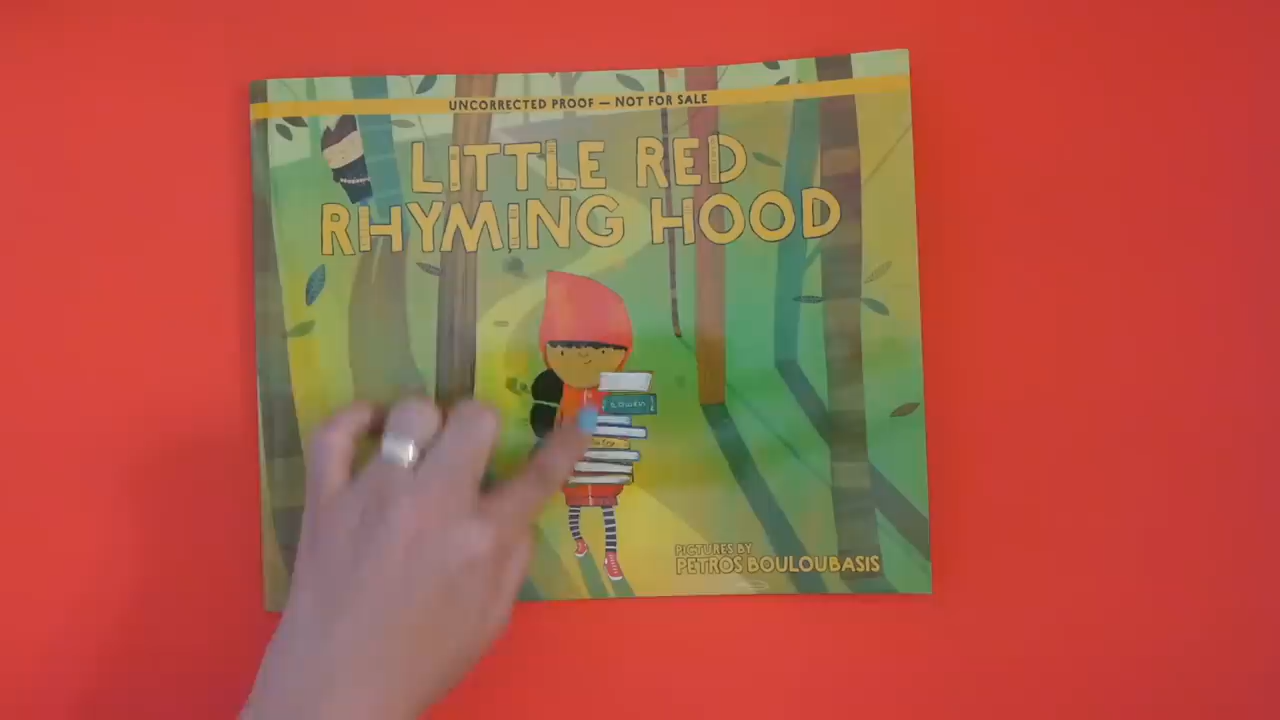 UNCORRECTED PROOF — NOT FOR SALE
LITTLE RED
RHYMING HOOD
PICTURES BY
PETROS BOULOUBASIS